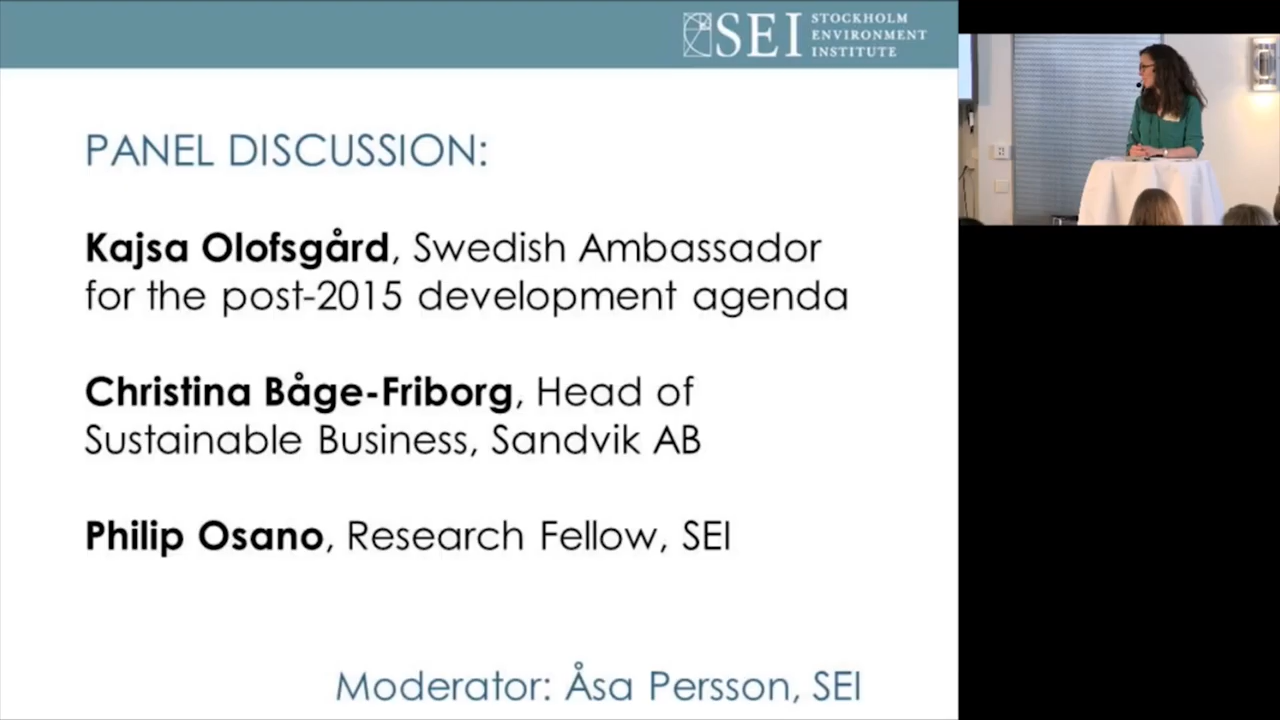 SEI STOCKHOLM
ENVIRONMENT
INSTITUTE
PANEL DISCUSSION:
Kajsa Olofsgård, Swedish Ambassador
for the post-2015 development agenda
Christina Båge-Friborg, Head of
Sustainable Business, Sandvik AB
Philip Osano, Research Fellow, SEI
Moderator: Åsa Persson, SEI